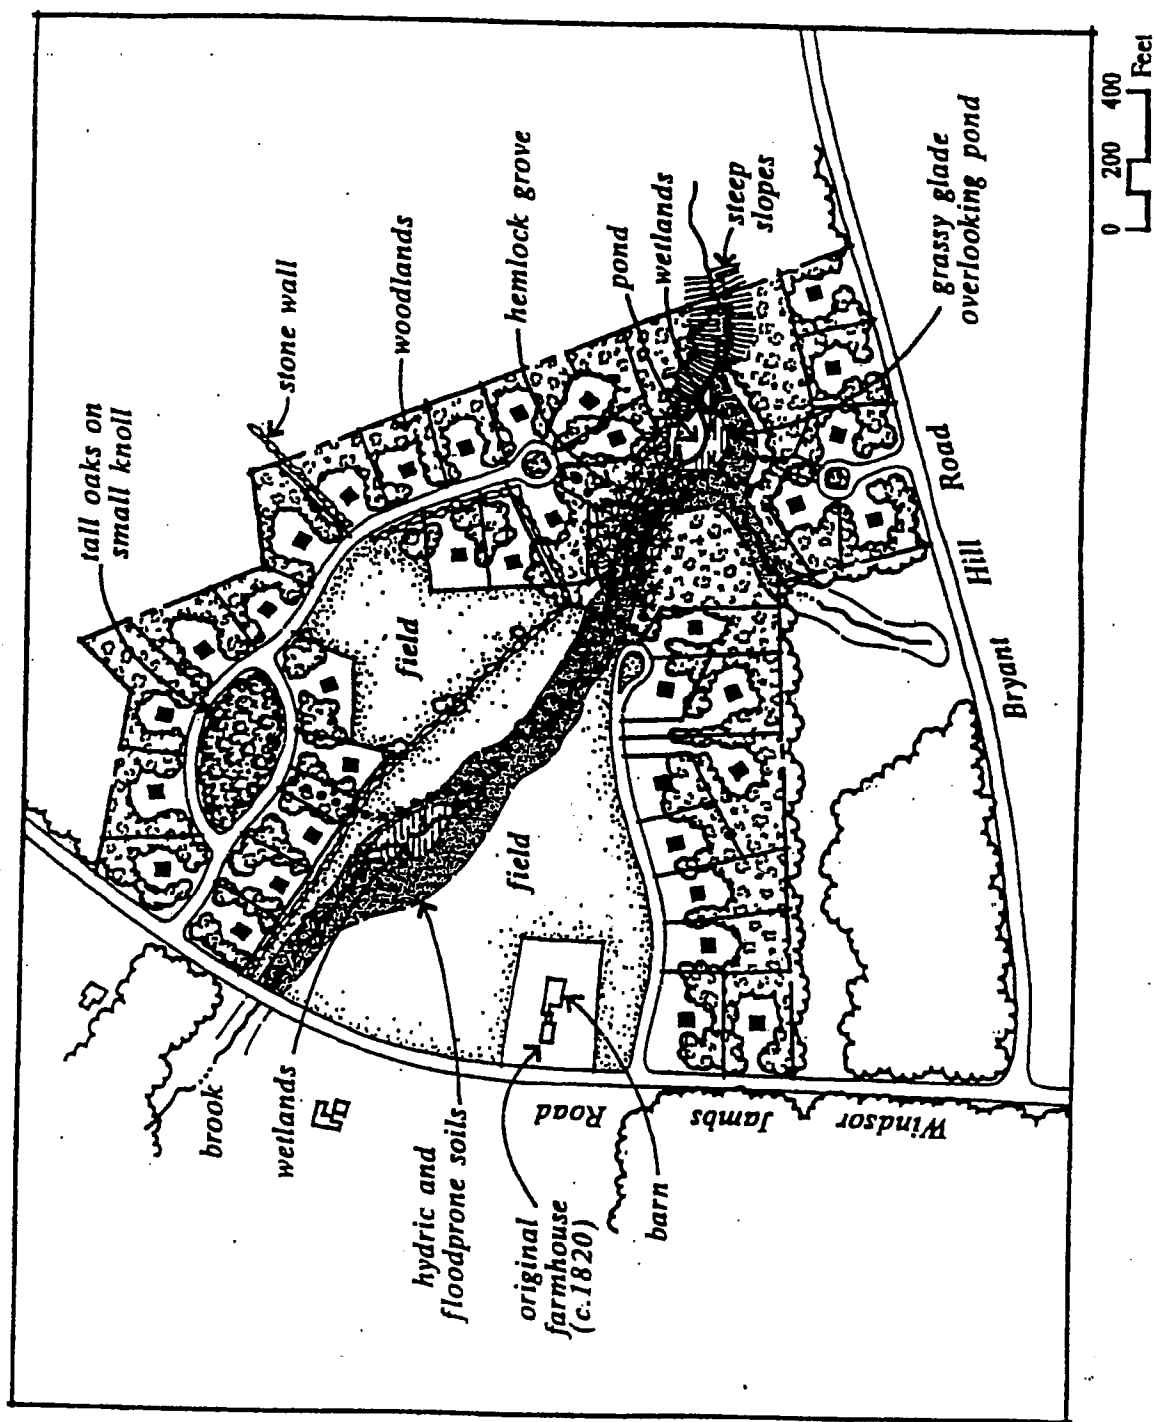 tall oaks on
small knoll
stone wall
woodlands
hemlock grove
pond
wetlands
steep
slopes
grassy glade
overlooking pond
field
field
brook
wetlands
hydric and
floodprone soils
original
farmhouse
(c.1820)
barn
Windsor Jambs Road
Bryant Hill Road
0 200 400
Feet